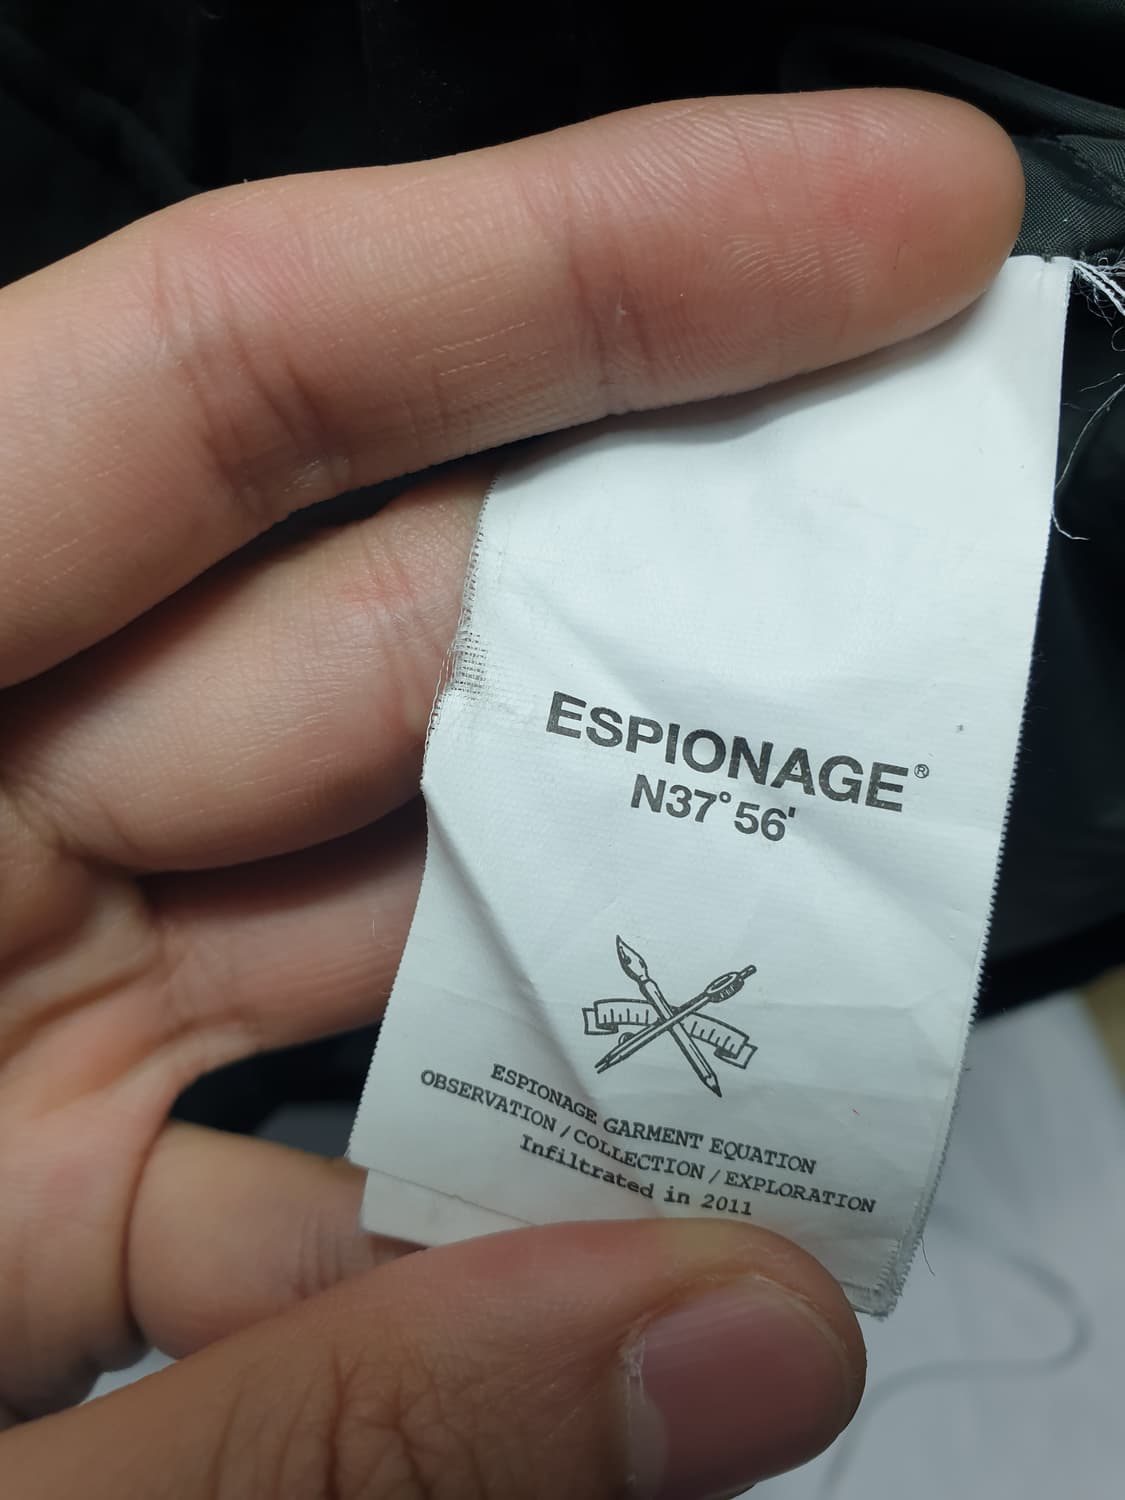 ESPIONAGE®
N37°56'
ESPIONAGE GARMENT EQUATION
OBSERVATION / COLLECTION / EXPLORATION
Infiltrated in 2011